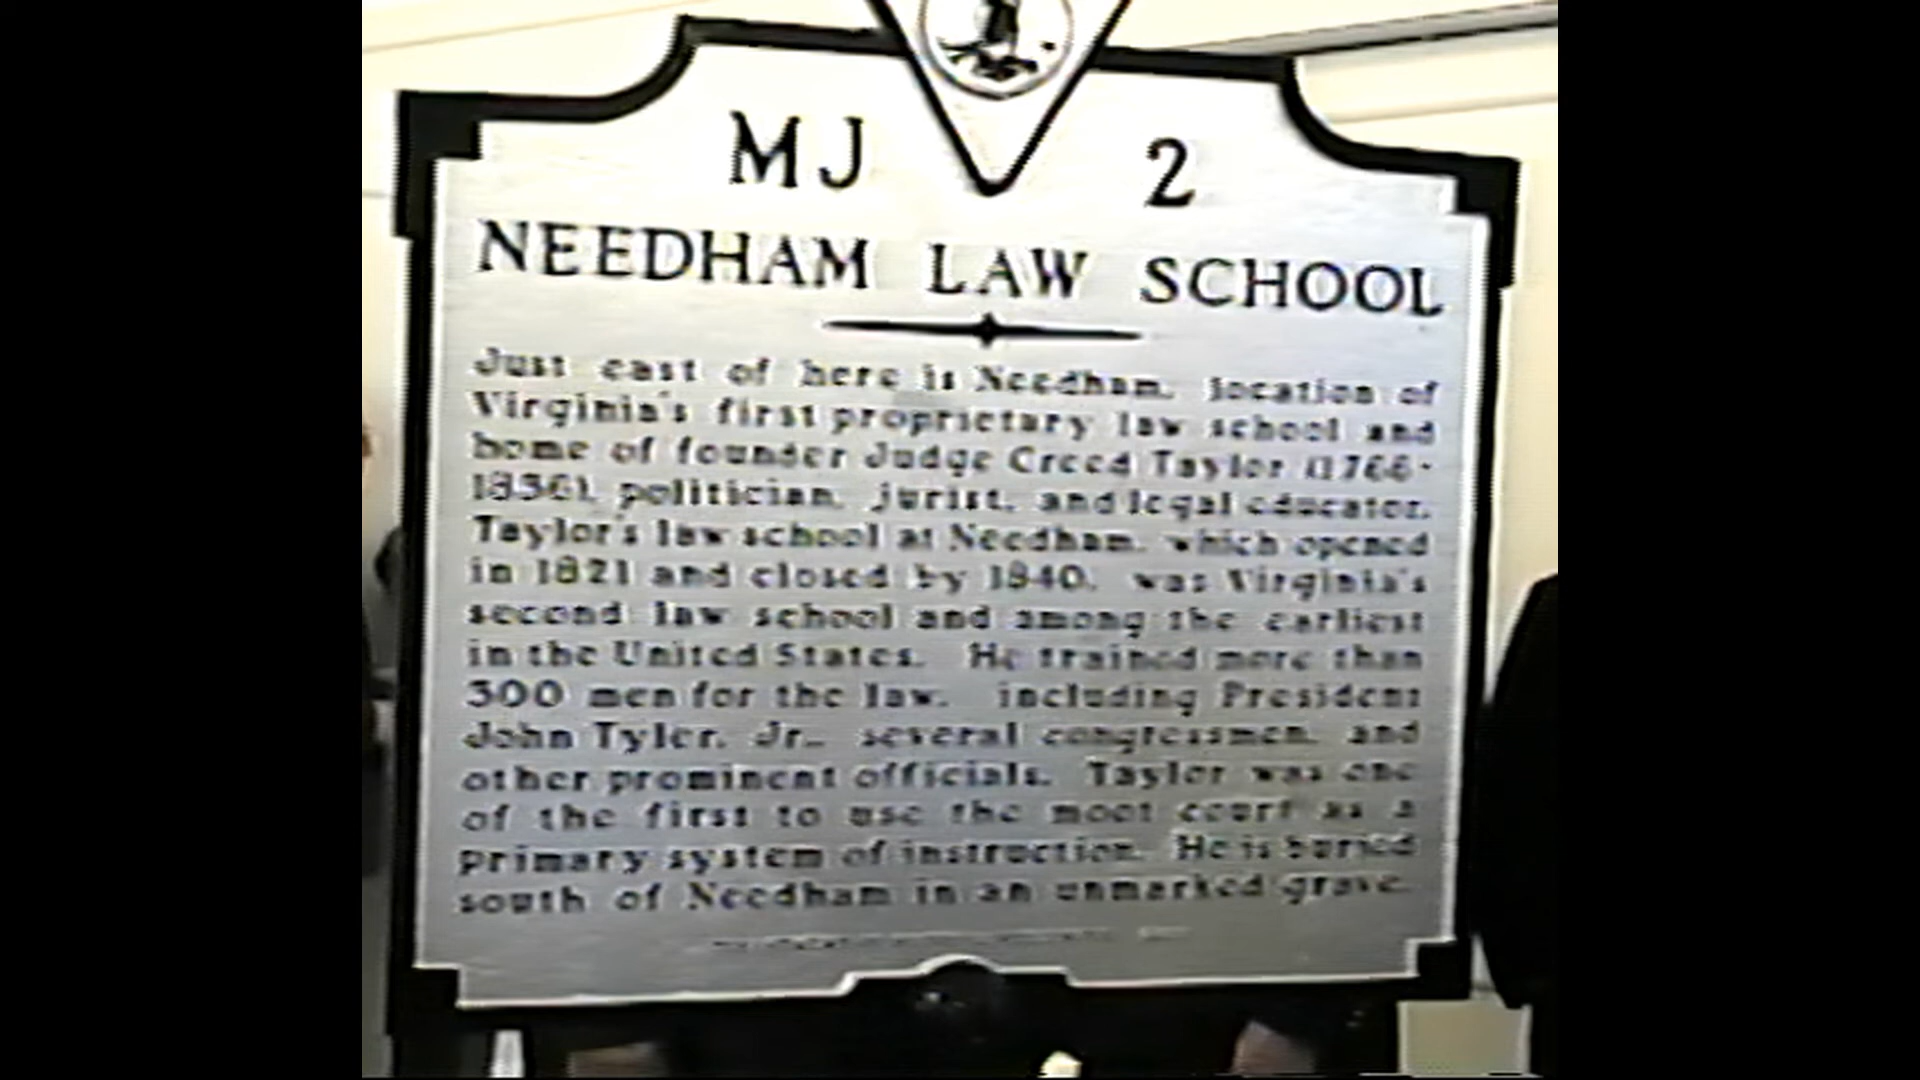 MJ 2
NEEDHAM LAW SCHOOL
Just east of here is Needham, location of
Virginia's first proprietary law school and
home of founder Judge Creed Taylor (1766-
1836), politician, jurist, and legal educator.
Taylor's law school at Needham, which opened
in 1821 and closed by 1840, was Virginia's
second law school and among the earliest
in the United States. He trained more than
300 men for the law, including President
John Tyler, Jr., several congressmen, and
other prominent officials. Taylor was one
of the first to use the moot court as a
primary system of instruction. He is buried
south of Needham in an unmarked grave.